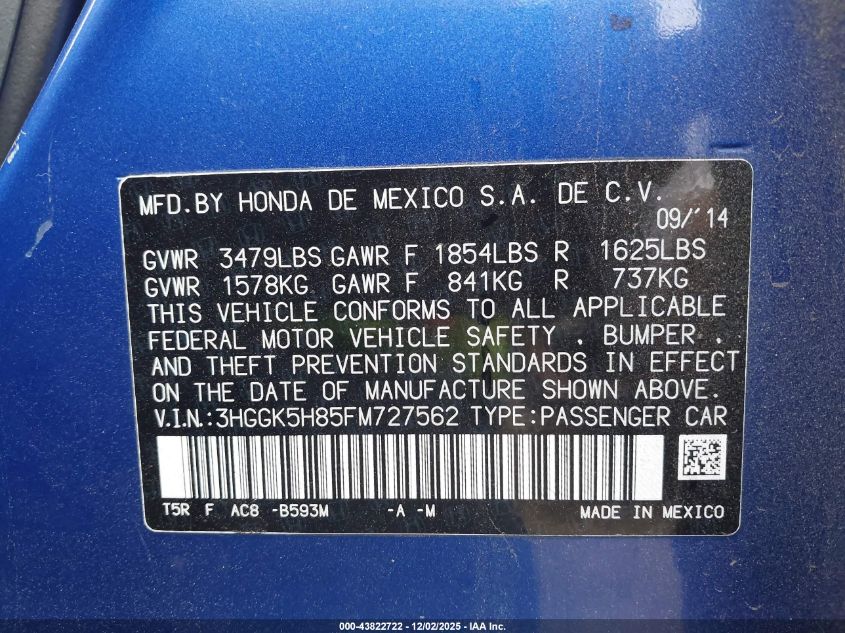 MFD.BY HONDA DE MEXICO S.A. DE C.V.
09/'14
GVWR 3479LBS GAWR F 1854LBS R 1625LBS
GVWR 1578KG GAWR F 841KG R 737KG
THIS VEHICLE CONFORMS TO ALL APPLICABLE
FEDERAL MOTOR VEHICLE SAFETY . BUMPER .
AND THEFT PREVENTION STANDARDS IN EFFECT
ON THE DATE OF MANUFACTURE SHOWN ABOVE.
V.I.N.:3HGGK5H85FM727562 TYPE:PASSENGER CAR
T5R F AC8 -B593M -A -M MADE IN MEXICO
000-43822722 - 12/02/2025 - IAA Inc.